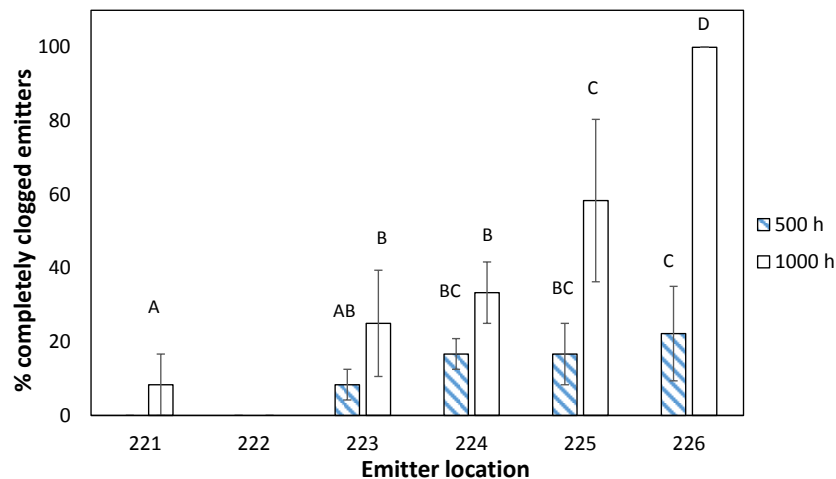 D
100
C
80
% completely clogged emitters
60
500 h
B
B
1000 h
40
C
A
AB
BC
BC
20
0
221 222 223 224 225 226
Emitter location